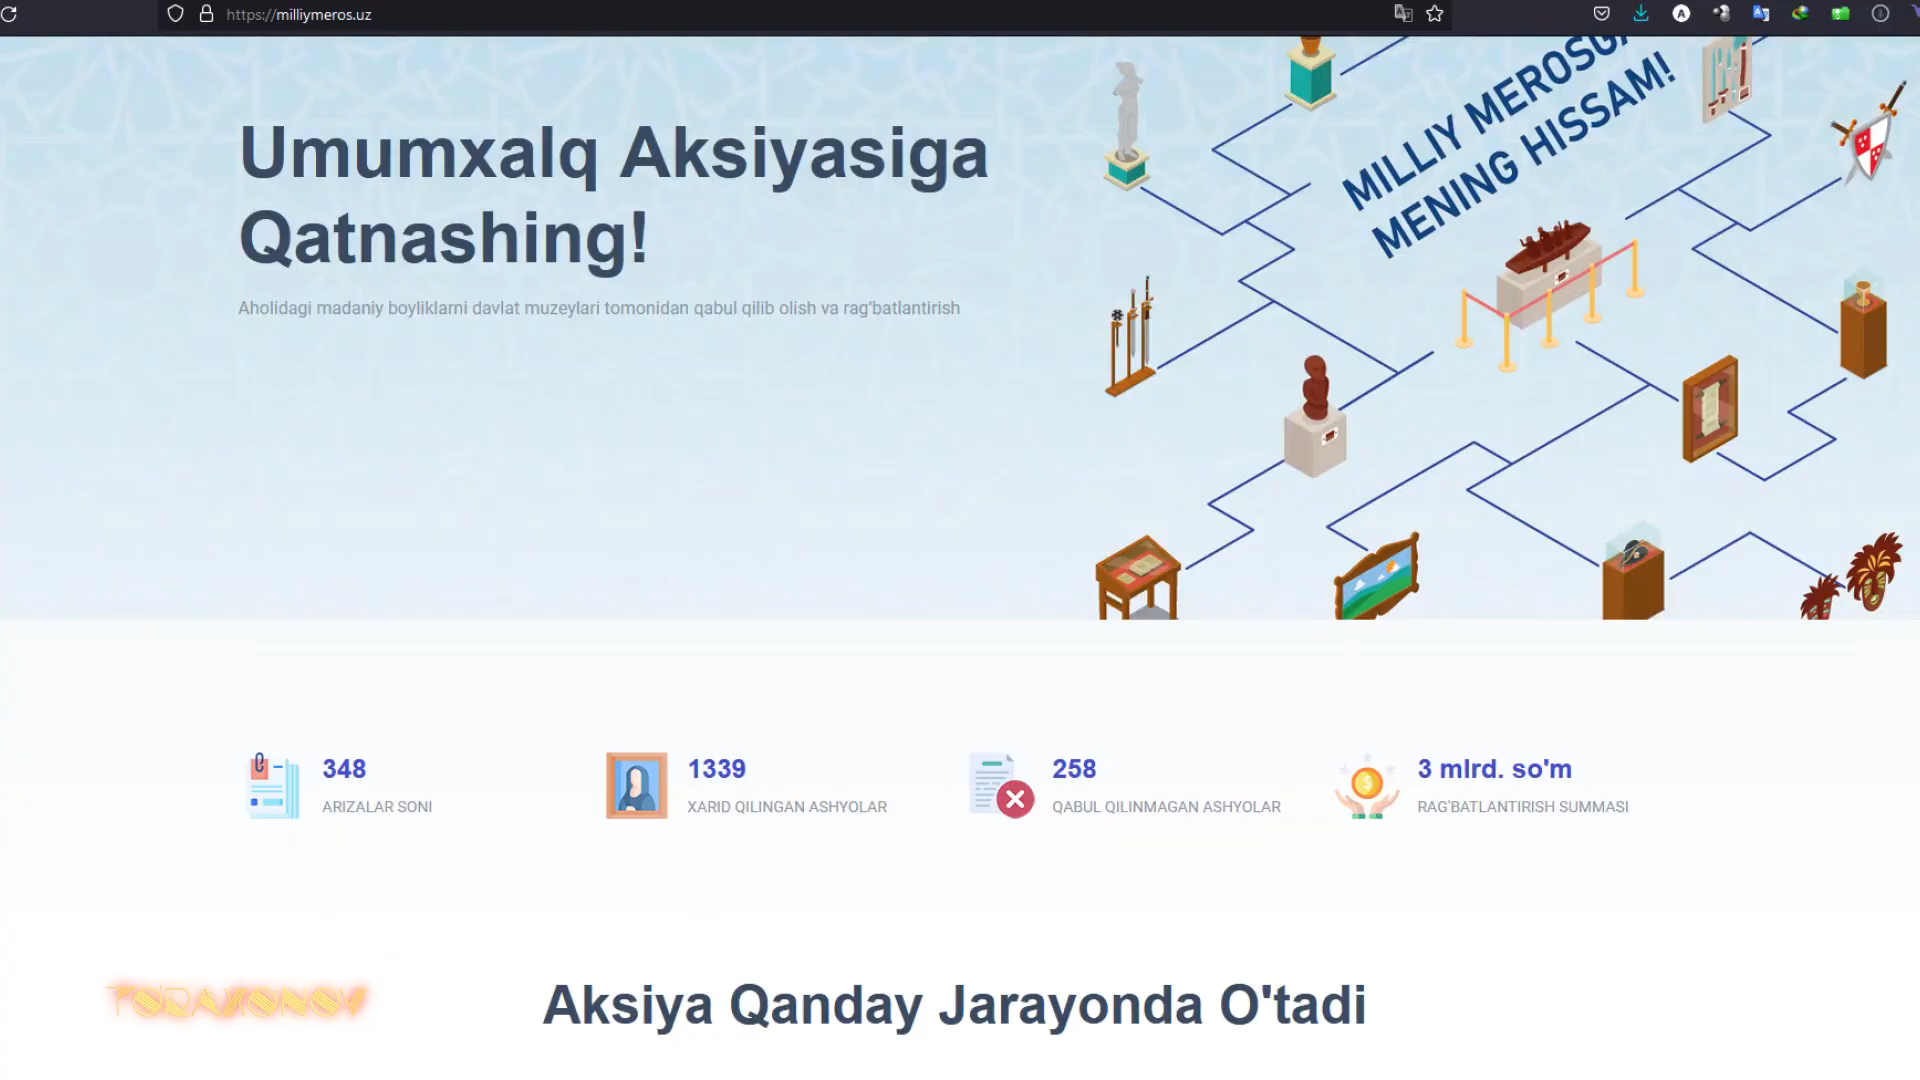 https://milliymeros.uz
MILLIY MEROSGA
MENING HISSAM!
Umumxalq Aksiyasiga
Qatnashing!
Aholidagi madaniy boyliklarni davlat muzeylari tomonidan qabul qilib olish va rag‘batlantirish
348
ARIZALAR SONI
1339
XARID QILINGAN ASHYOLAR
258
QABUL QILINMAGAN ASHYOLAR
3 mlrd. so'm
RAG'BATLANTIRISH SUMMASI
TORAXONOV
Aksiya Qanday Jarayonda O'tadi